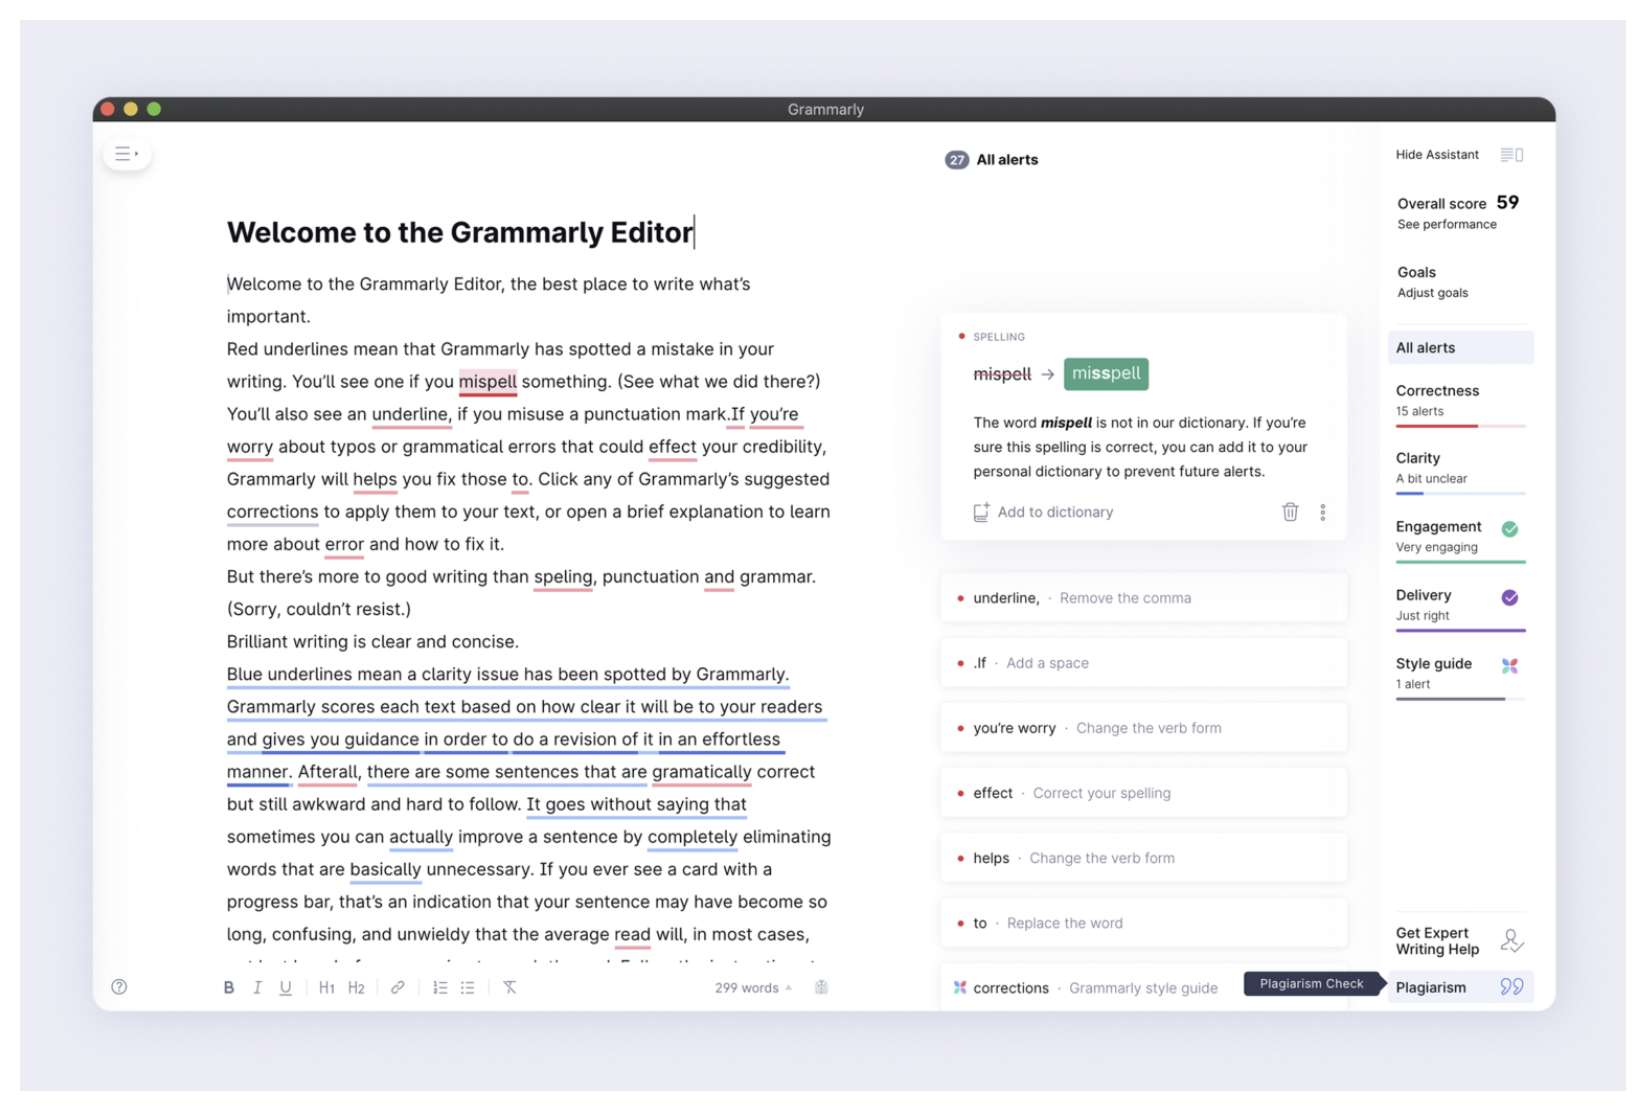 Grammarly
27 All alerts
Hide Assistant
Overall score 59
See performance
Welcome to the Grammarly Editor
Goals
Adjust goals
Welcome to the Grammarly Editor, the best place to write what's
important.
Red underlines mean that Grammarly has spotted a mistake in your
writing. You'll see one if you mispell something. (See what we did there?)
You'll also see an underline, if you misuse a punctuation mark.If you're
worry about typos or grammatical errors that could effect your credibility,
Grammarly will helps you fix those to. Click any of Grammarly's suggested
corrections to apply them to your text, or open a brief explanation to learn
more about error and how to fix it.
But there's more to good writing than speling, punctuation and grammar.
(Sorry, couldn't resist.)
Brilliant writing is clear and concise.
Blue underlines mean a clarity issue has been spotted by Grammarly.
Grammarly scores each text based on how clear it will be to your readers
and gives you guidance in order to do a revision of it in an effortless
manner. Afterall, there are some sentences that are gramatically correct
but still awkward and hard to follow. It goes without saying that
sometimes you can actually improve a sentence by completely eliminating
words that are basically unnecessary. If you ever see a card with a
progress bar, that's an indication that your sentence may have become so
long, confusing, and unwieldy that the average read will, in most cases,
B I U H1 H2
299 words
SPELLING
mispell → misspell
The word mispell is not in our dictionary. If you're
sure this spelling is correct, you can add it to your
personal dictionary to prevent future alerts.
Add to dictionary
underline, · Remove the comma
.If · Add a space
you're worry · Change the verb form
effect · Correct your spelling
helps · Change the verb form
to · Replace the word
corrections · Grammarly style guide
All alerts
Correctness
15 alerts
Clarity
A bit unclear
Engagement
Very engaging
Delivery
Just right
Style guide
1 alert
Get Expert
Writing Help
Plagiarism Check
Plagiarism